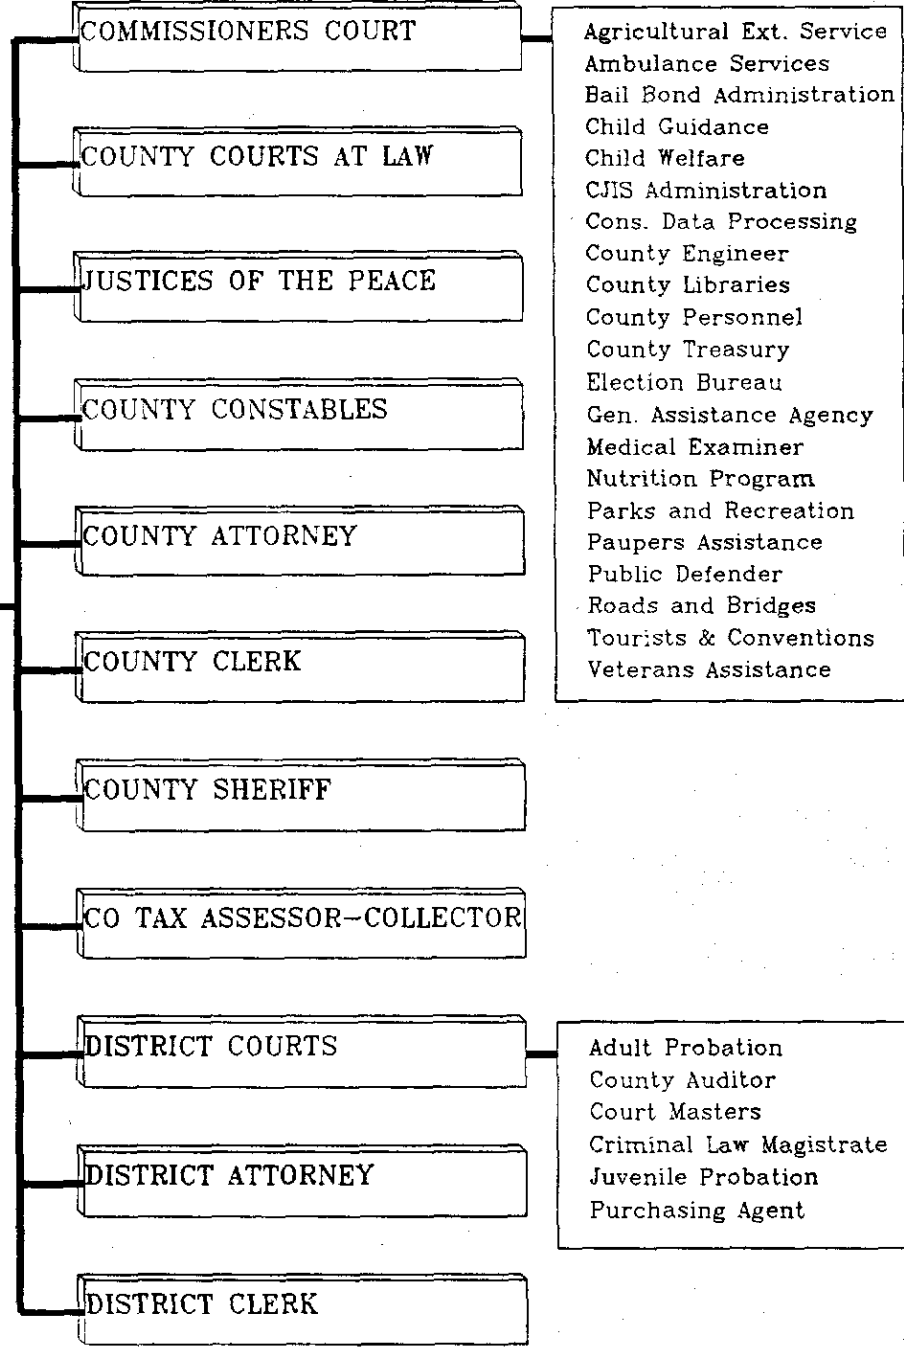 COMMISSIONERS COURT
Agricultural Ext. Service
Ambulance Services
Bail Bond Administration
Child Guidance
Child Welfare
CJIS Administration
Cons. Data Processing
County Engineer
County Libraries
County Personnel
County Treasury
Election Bureau
Gen. Assistance Agency
Medical Examiner
Nutrition Program
Parks and Recreation
Paupers Assistance
Public Defender
Roads and Bridges
Tourists & Conventions
Veterans Assistance
COUNTY COURTS AT LAW
JUSTICES OF THE PEACE
COUNTY CONSTABLES
COUNTY ATTORNEY
COUNTY CLERK
COUNTY SHERIFF
CO TAX ASSESSOR-COLLECTOR
DISTRICT COURTS
Adult Probation
County Auditor
Court Masters
Criminal Law Magistrate
Juvenile Probation
Purchasing Agent
DISTRICT ATTORNEY
DISTRICT CLERK